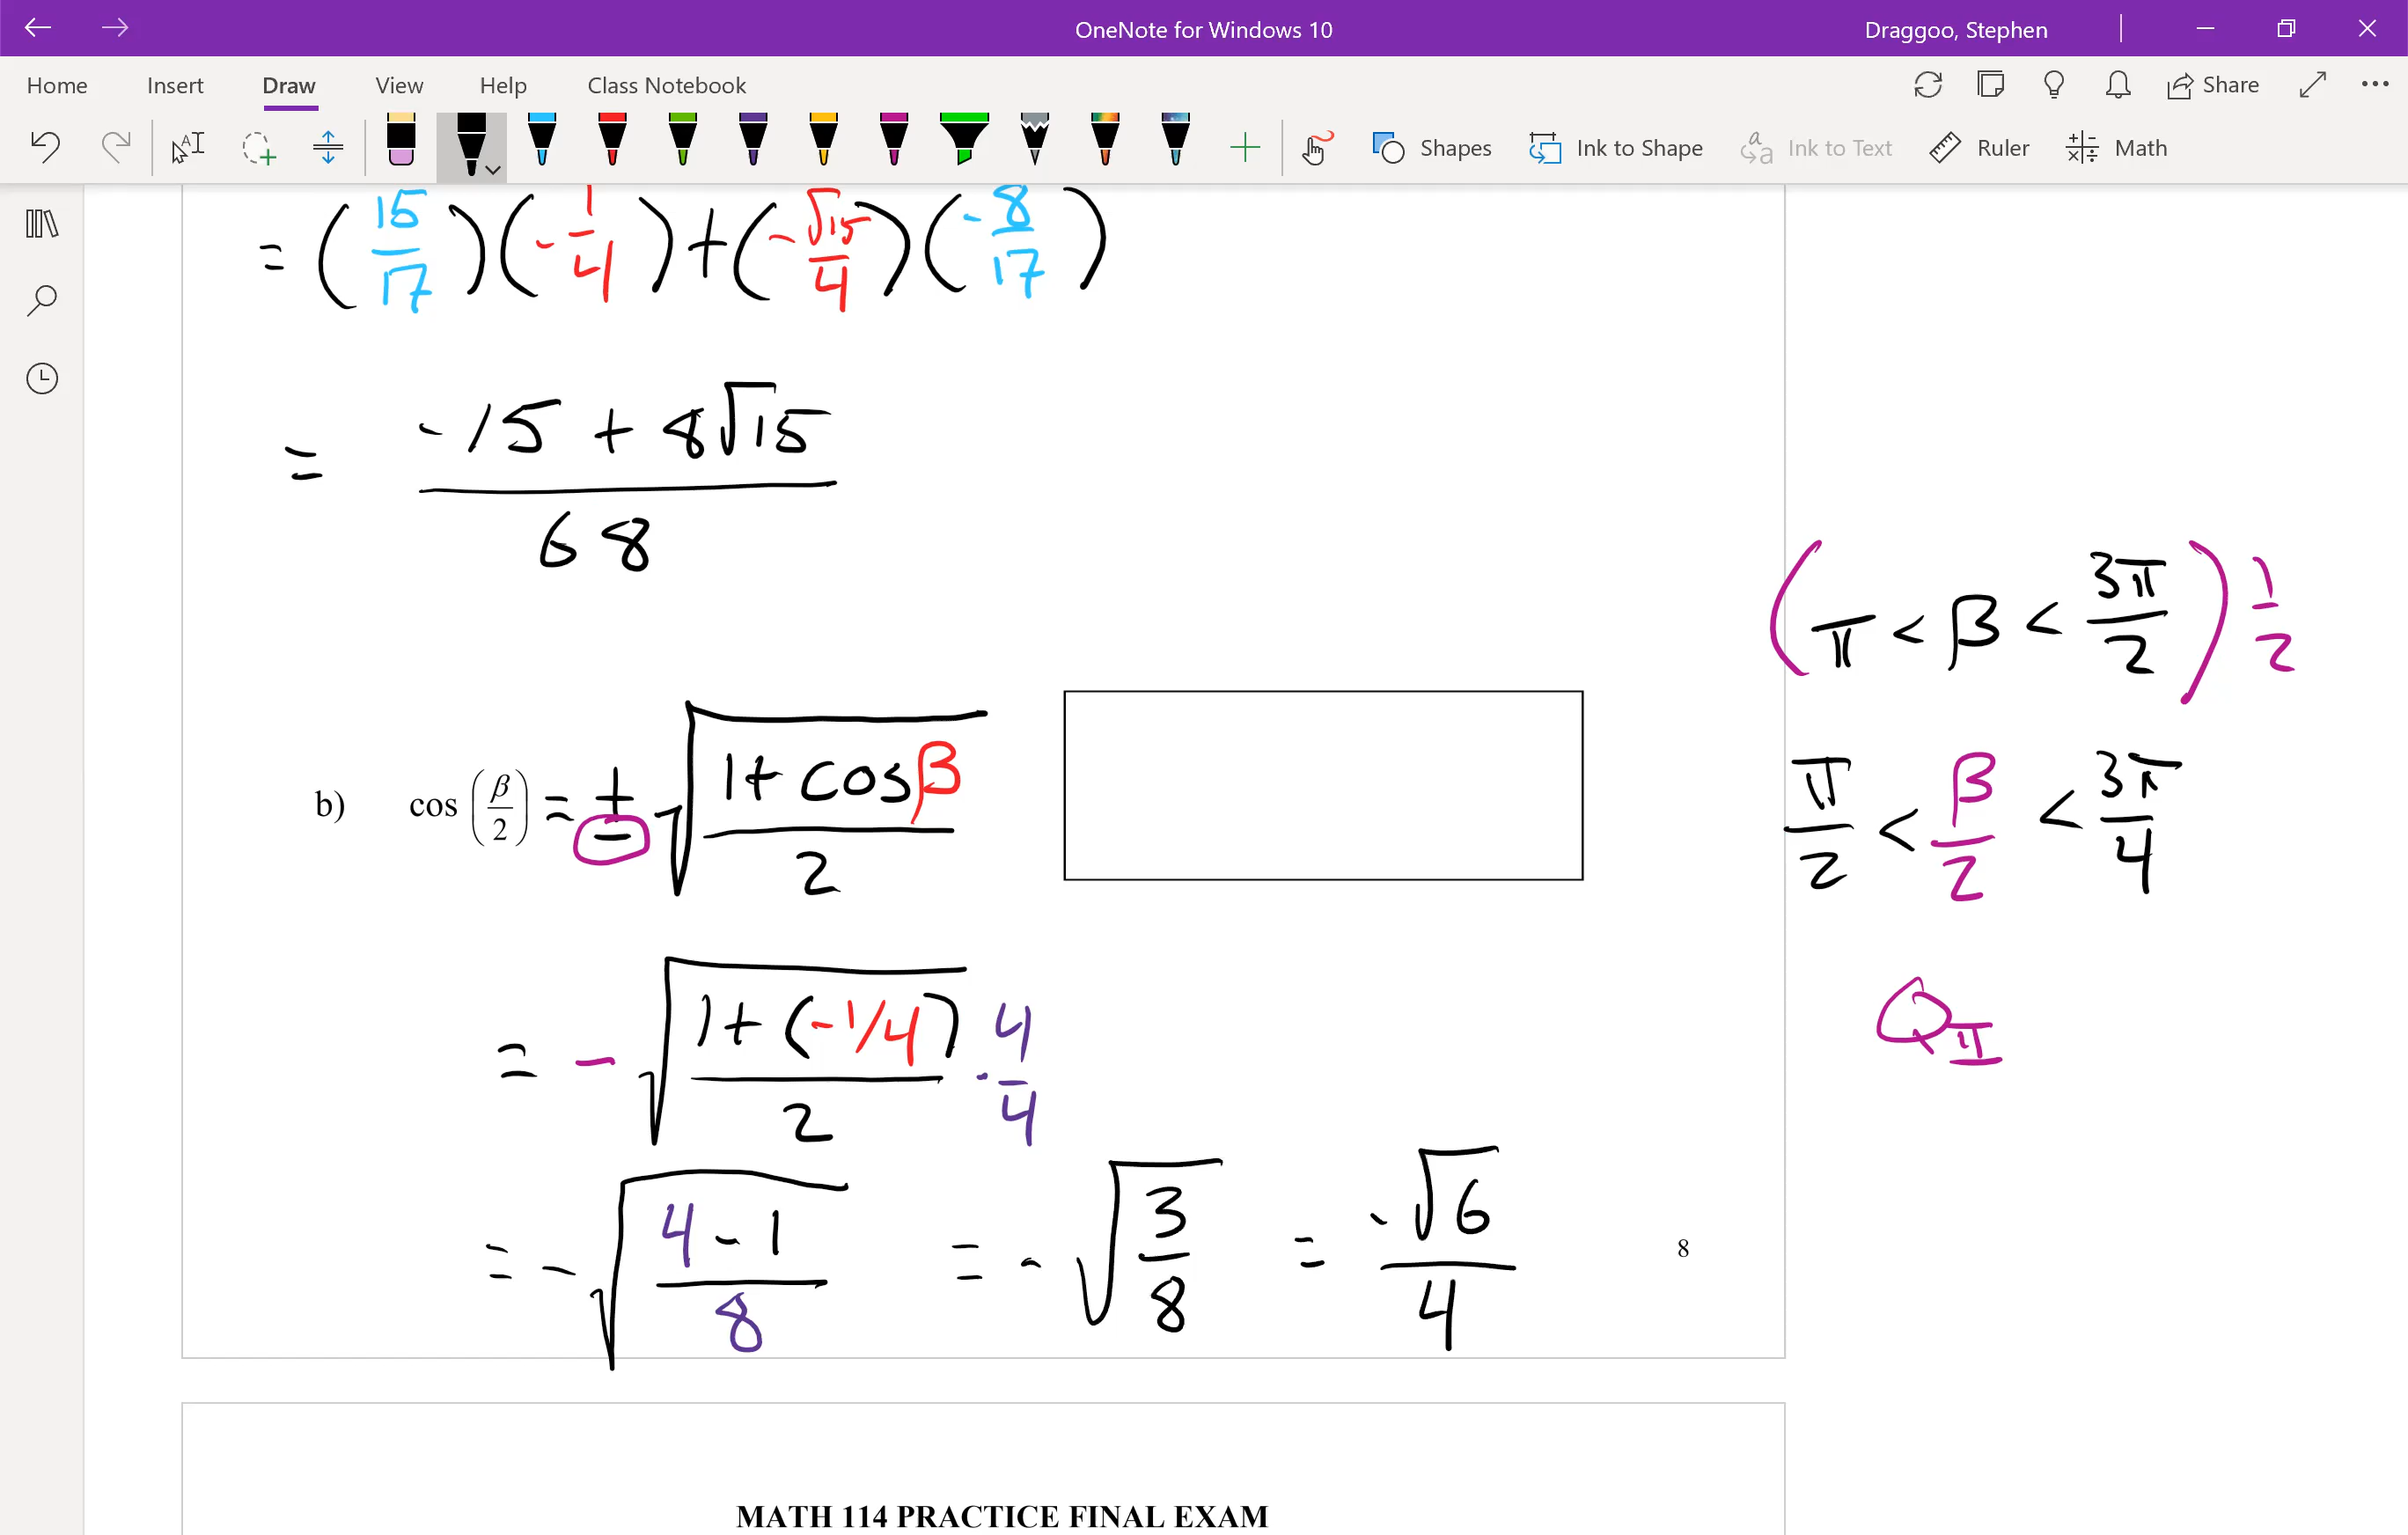 OneNote for Windows 10 Draggoo, Stephen
Home Insert Draw View Help Class Notebook Share
Shapes Ink to Shape Ink to Text Ruler Math
= (15/17)(-1/4)+(-√15/4)(-8/17)
= (-15 + 8√15)/68
(π < β < 3π/2) 1/2
b) cos (β/2) = ± √((1 + cos β)/2)
π/2 < β/2 < 3π/4
= - √((1 + (-1/4))/2 · 4/4)
QII
= - √((4 - 1)/8) = - √(3/8) = -√6/4
8
MATH 114 PRACTICE FINAL EXAM